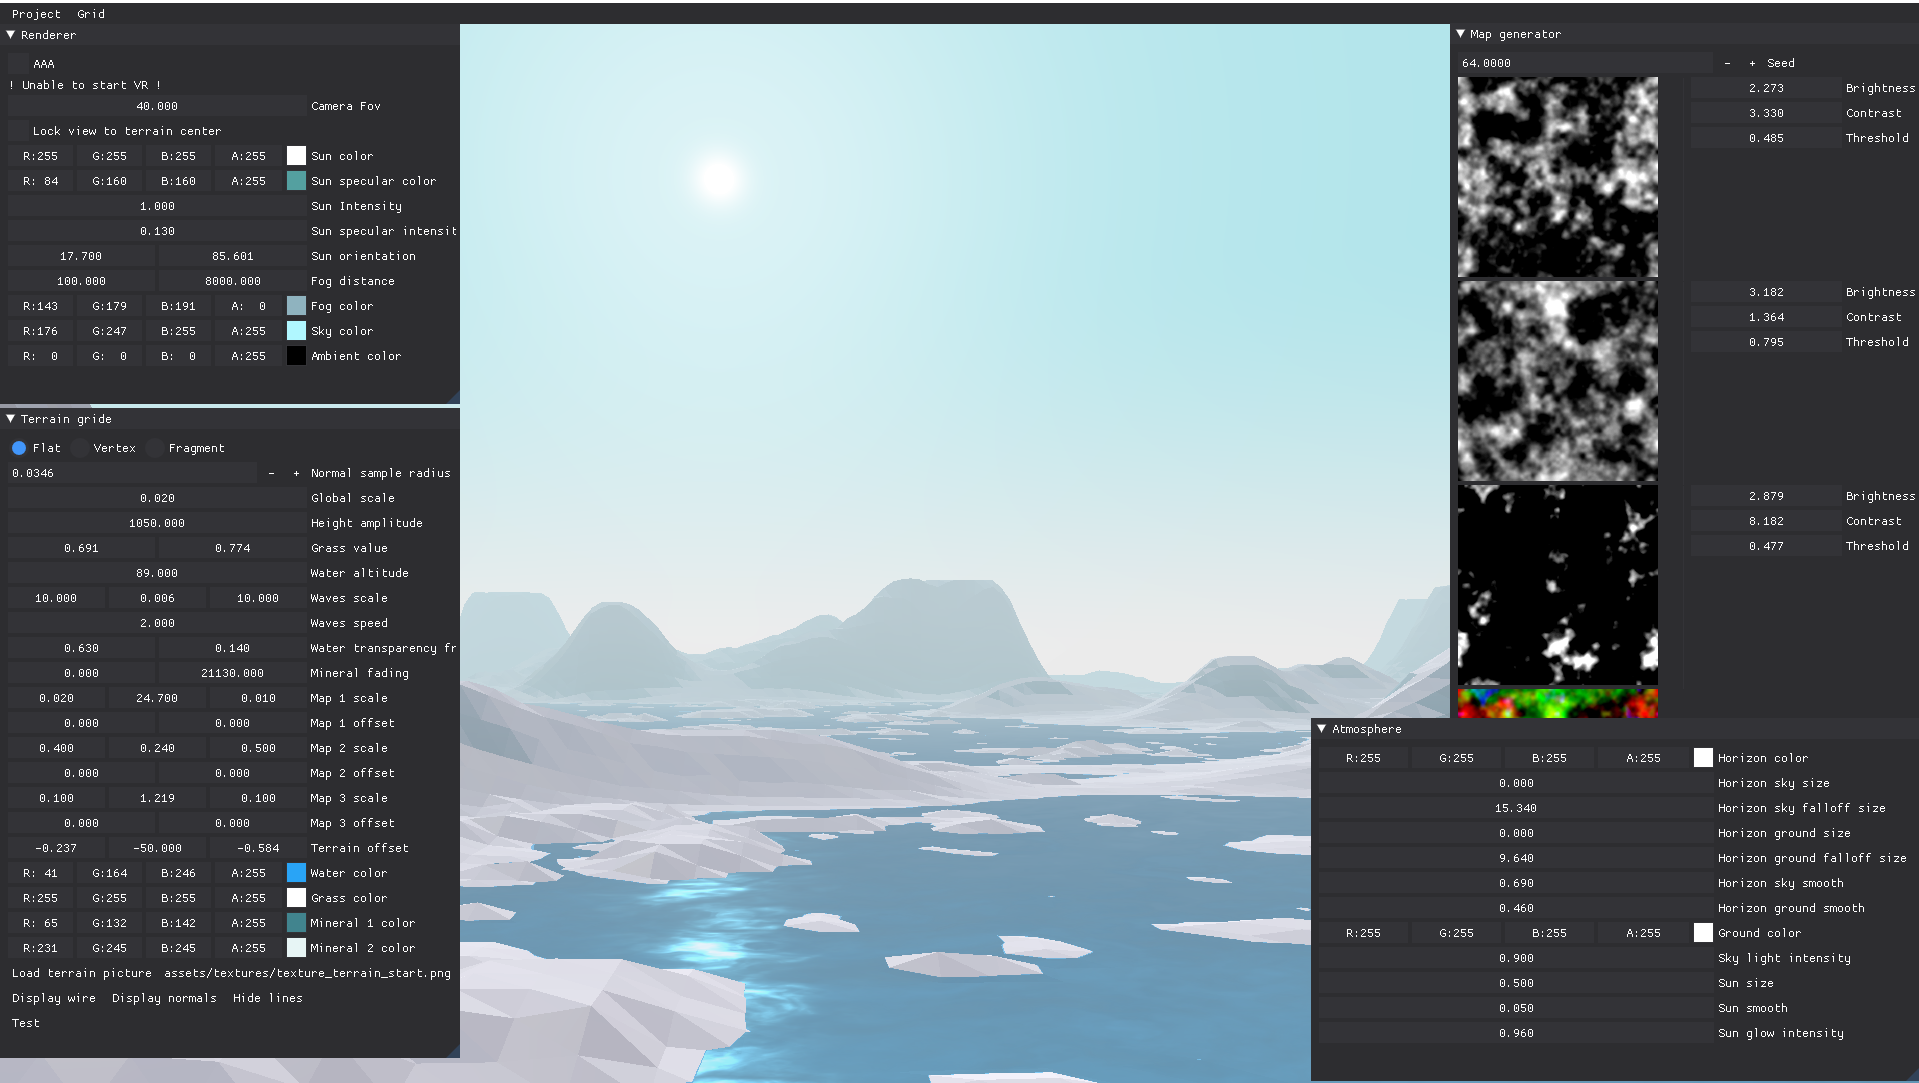 Project Grid
Renderer
AAA
! Unable to start VR !
40.000 Camera Fov
Lock view to terrain center
R:255 G:255 B:255 A:255 Sun color
R: 84 G:160 B:160 A:255 Sun specular color
1.000 Sun Intensity
0.130 Sun specular intensit
17.700 85.601 Sun orientation
100.000 8000.000 Fog distance
R:143 G:179 B:191 A: 0 Fog color
R:176 G:247 B:255 A:255 Sky color
R: 0 G: 0 B: 0 A:255 Ambient color
Terrain gride
Flat Vertex Fragment
0.0346 - + Normal sample radius
0.020 Global scale
1050.000 Height amplitude
0.691 0.774 Grass value
89.000 Water altitude
10.000 0.006 10.000 Waves scale
2.000 Waves speed
0.630 0.140 Water transparency fr
0.000 21130.000 Mineral fading
0.020 24.700 0.010 Map 1 scale
0.000 0.000 Map 1 offset
0.400 0.240 0.500 Map 2 scale
0.000 0.000 Map 2 offset
0.100 1.219 0.100 Map 3 scale
0.000 0.000 Map 3 offset
-0.237 -50.000 -0.584 Terrain offset
R: 41 G:164 B:246 A:255 Water color
R:255 G:255 B:255 A:255 Grass color
R: 65 G:132 B:142 A:255 Mineral 1 color
R:231 G:245 B:245 A:255 Mineral 2 color
Load terrain picture assets/textures/texture_terrain_start.png
Display wire Display normals Hide lines
Test
Map generator
64.0000 - + Seed
2.273 Brightness
3.330 Contrast
0.485 Threshold
3.182 Brightness
1.364 Contrast
0.795 Threshold
2.879 Brightness
8.182 Contrast
0.477 Threshold
Atmosphere
R:255 G:255 B:255 A:255 Horizon color
0.000 Horizon sky size
15.340 Horizon sky falloff size
0.000 Horizon ground size
9.640 Horizon ground falloff size
0.690 Horizon sky smooth
0.460 Horizon ground smooth
R:255 G:255 B:255 A:255 Ground color
0.900 Sky light intensity
0.500 Sun size
0.050 Sun smooth
0.960 Sun glow intensity